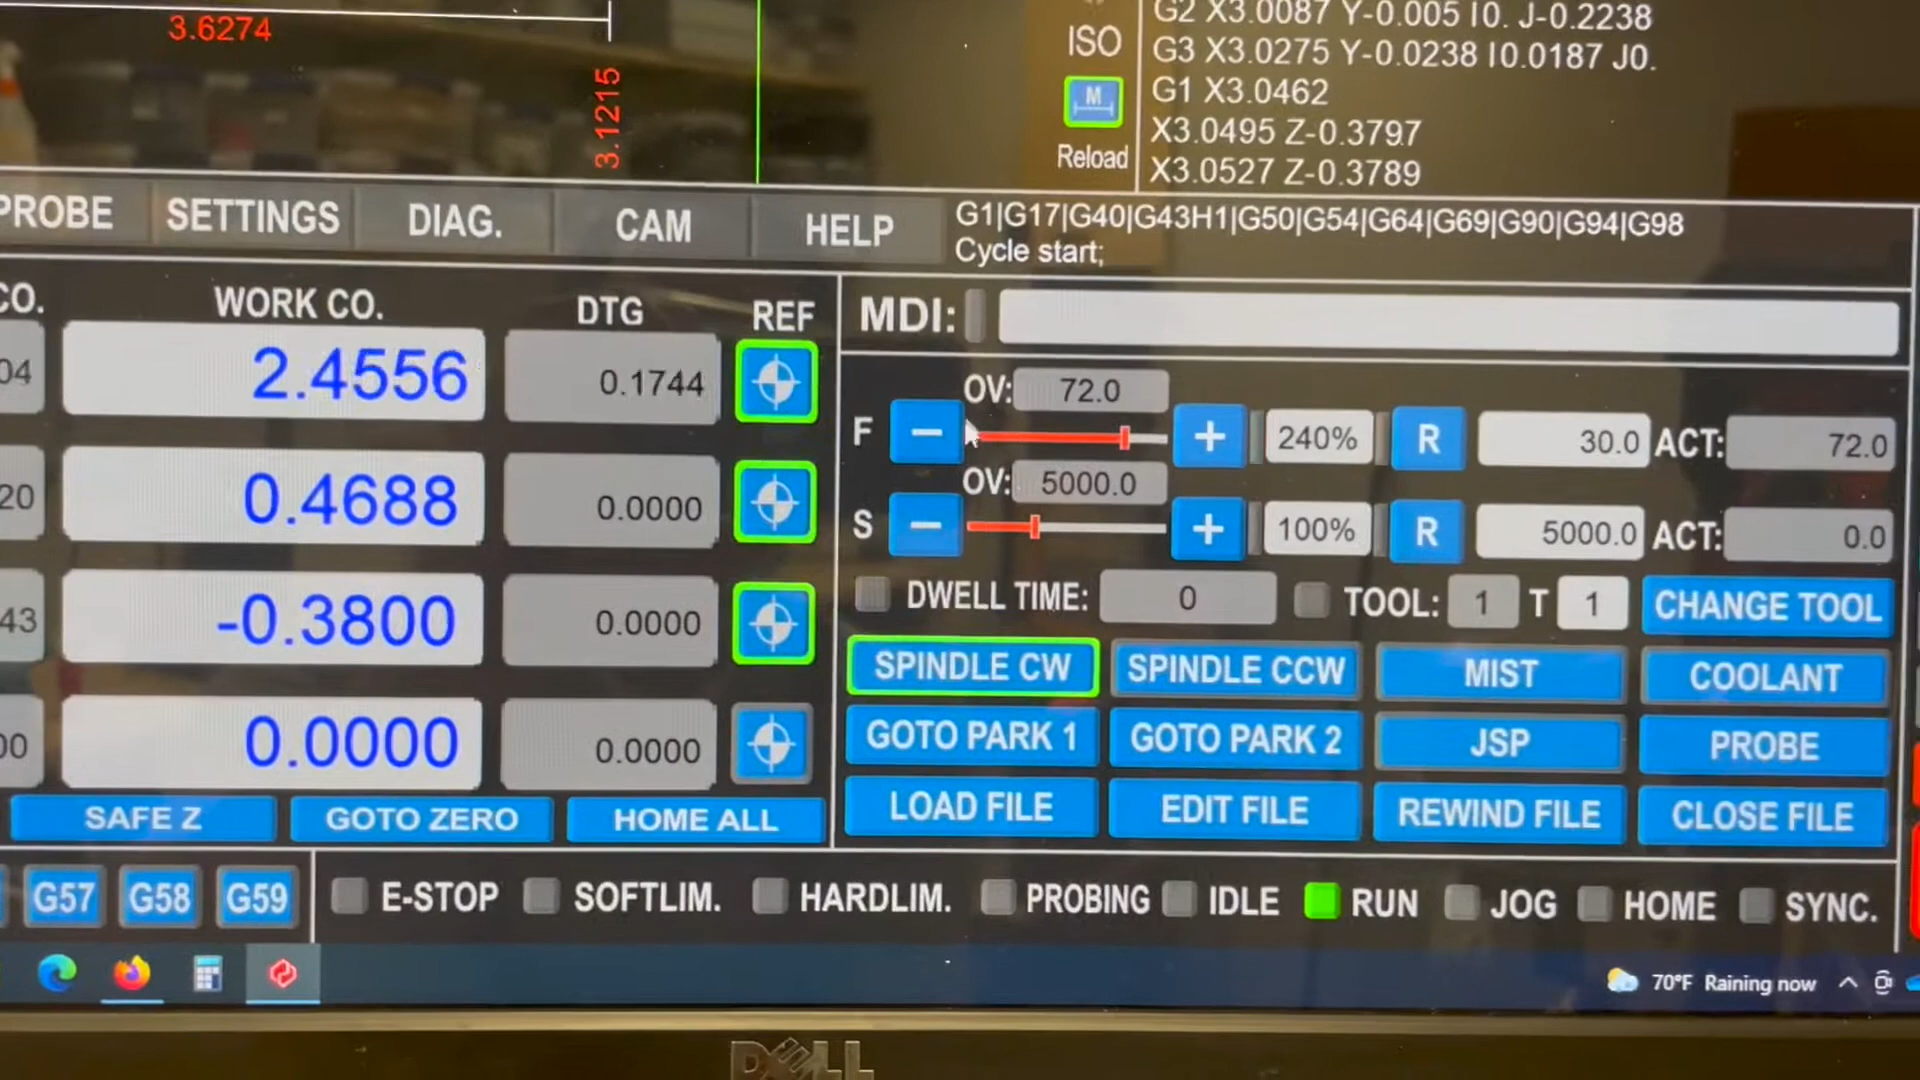 3.6274
3.1215
ISO
M
Reload
G2 X3.0087 Y-0.005 I0. J-0.2238
G3 X3.0275 Y-0.0238 I0.0187 J0.
G1 X3.0462
X3.0495 Z-0.3797
X3.0527 Z-0.3789
PROBE SETTINGS DIAG. CAM HELP
G1|G17|G40|G43H1|G50|G54|G64|G69|G90|G94|G98
Cycle start;
CO. WORK CO. DTG REF
04 2.4556 0.1744
20 0.4688 0.0000
43 -0.3800 0.0000
00 0.0000 0.0000
SAFE Z GOTO ZERO HOME ALL
MDI:
OV: 72.0
F − + 240% R 30.0 ACT: 72.0
OV: 5000.0
S − + 100% R 5000.0 ACT: 0.0
DWELL TIME: 0 TOOL: 1 T 1 CHANGE TOOL
SPINDLE CW SPINDLE CCW MIST COOLANT
GOTO PARK 1 GOTO PARK 2 JSP PROBE
LOAD FILE EDIT FILE REWIND FILE CLOSE FILE
G57 G58 G59 E-STOP SOFTLIM. HARDLIM. PROBING IDLE RUN JOG HOME SYNC.
70°F Raining now
DELL